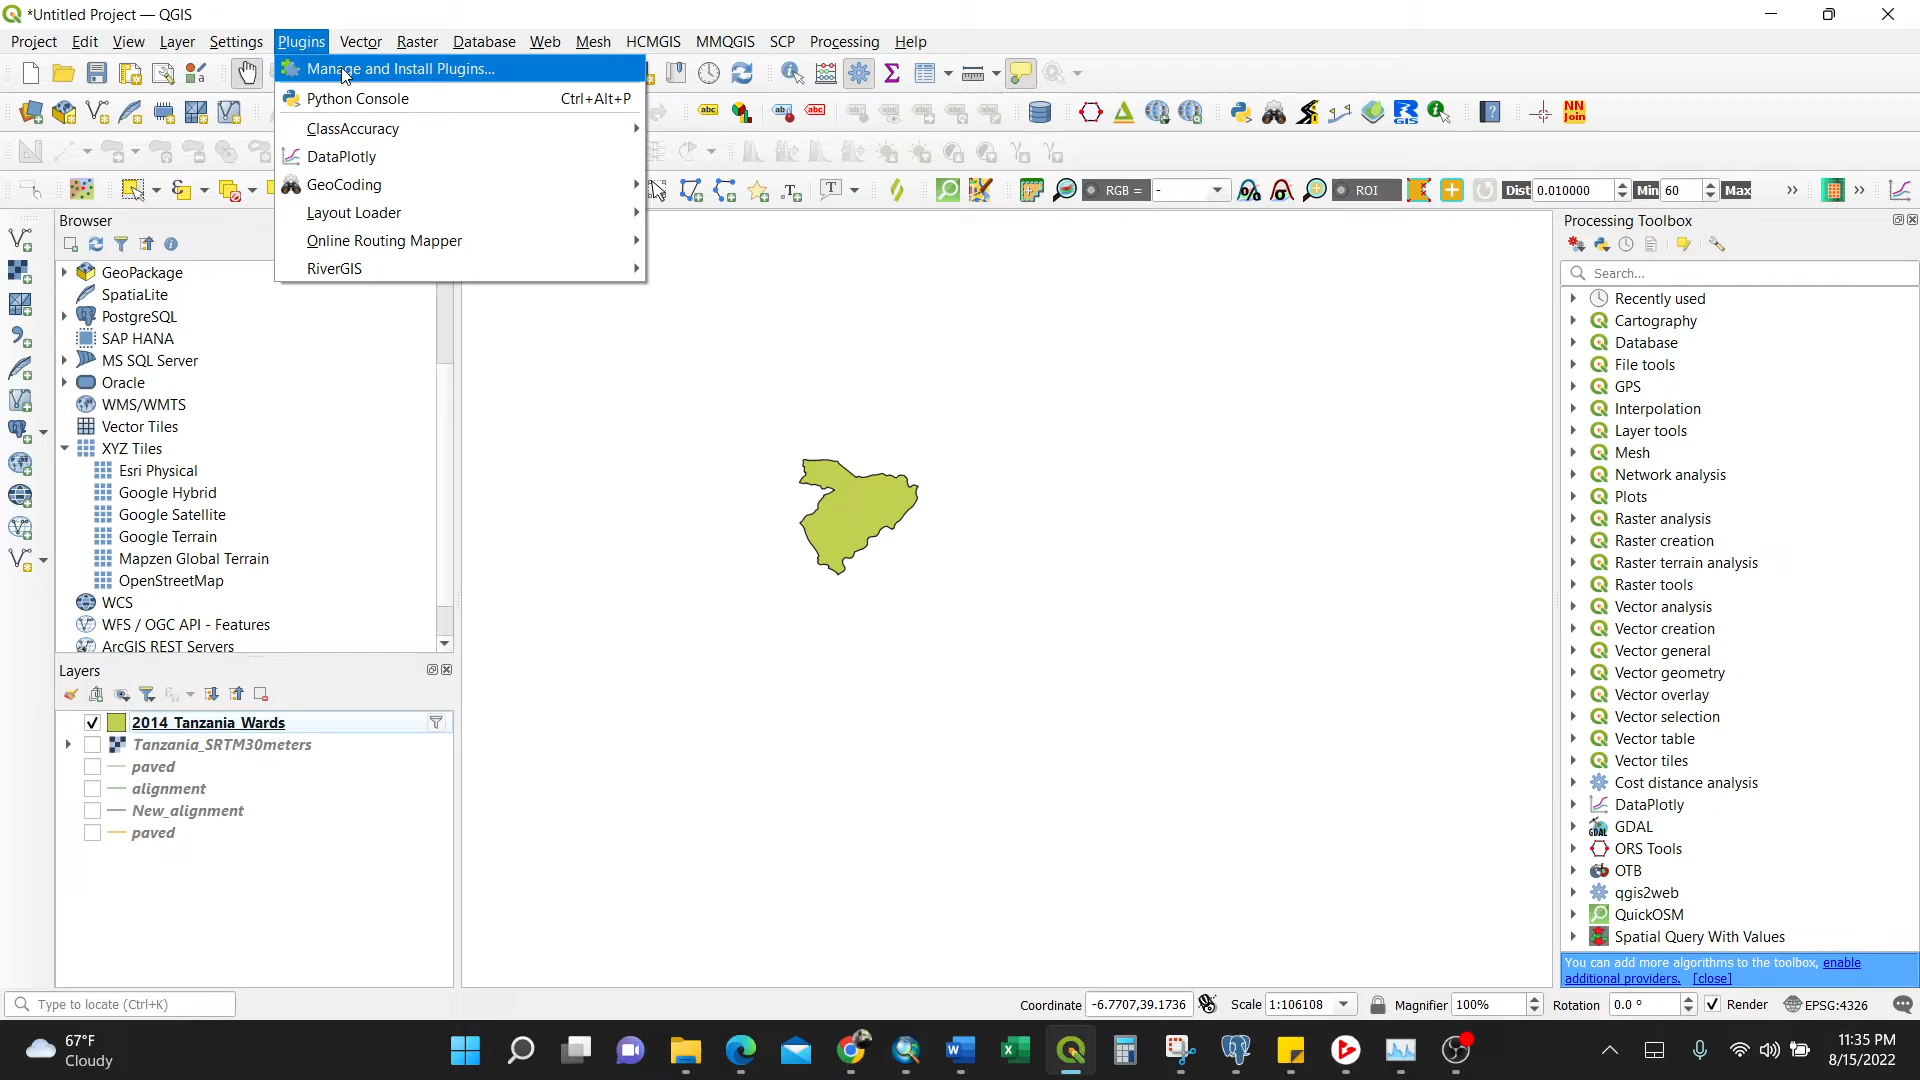 *Untitled Project — QGIS
Project Edit View Layer Settings Plugins Vector Raster Database Web Mesh HCMGIS MMQGIS SCP Processing Help
Manage and Install Plugins...
Python Console Ctrl+Alt+P
ClassAccuracy
DataPlotly
GeoCoding
Layout Loader
Online Routing Mapper
RiverGIS
abc abc abc
NN
Join
RGB = - ROI Dist 0.010000 Min 60 Max
Browser
GeoPackage
SpatiaLite
PostgreSQL
SAP HANA
MS SQL Server
Oracle
WMS/WMTS
Vector Tiles
XYZ Tiles
Esri Physical
Google Hybrid
Google Satellite
Google Terrain
Mapzen Global Terrain
OpenStreetMap
WCS
WFS / OGC API - Features
ArcGIS REST Servers
Layers
2014 Tanzania Wards
Tanzania_SRTM30meters
paved
alignment
New_alignment
paved
Processing Toolbox
Search...
Recently used
Cartography
Database
File tools
GPS
Interpolation
Layer tools
Mesh
Network analysis
Plots
Raster analysis
Raster creation
Raster terrain analysis
Raster tools
Vector analysis
Vector creation
Vector general
Vector geometry
Vector overlay
Vector selection
Vector table
Vector tiles
Cost distance analysis
DataPlotly
GDAL
ORS Tools
OTB
qgis2web
QuickOSM
Spatial Query With Values
You can add more algorithms to the toolbox, enable
additional providers. [close]
Type to locate (Ctrl+K)
Coordinate -6.7707,39.1736 Scale 1:106108 Magnifier 100% Rotation 0.0 ° Render EPSG:4326
67°F
Cloudy
11:35 PM
8/15/2022